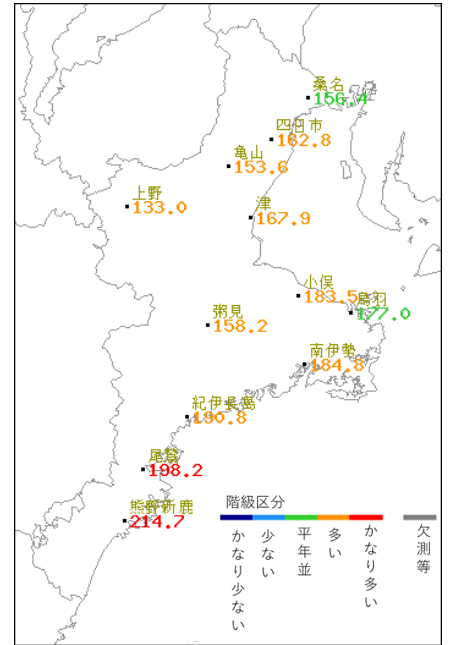 桑名
156.4
四日市
162.8
亀山
153.6
上野
133.0
津
167.9
小俣
183.5
鳥羽
177.0
粥見
158.2
南伊勢
184.8
紀伊長島
190.8
尾鷲
198.2
熊野新鹿
214.7
階級区分
かなり少ない
少ない
平年並
多い
かなり多い
欠測等